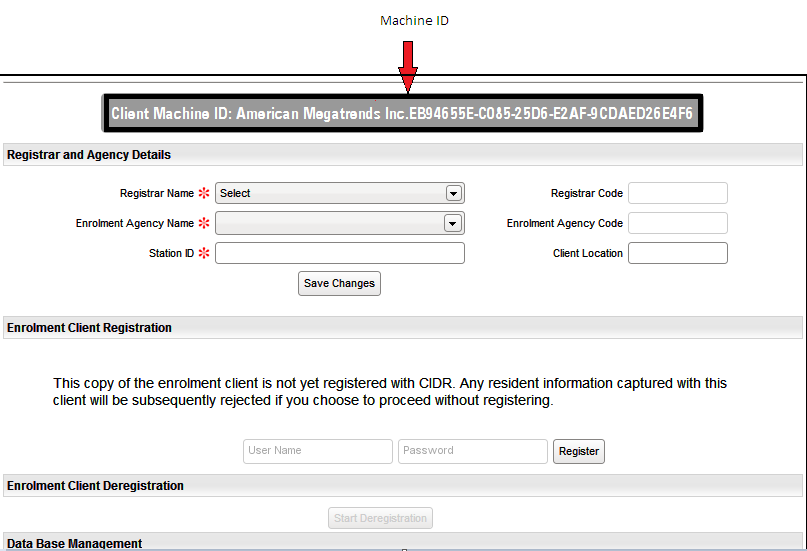 Machine ID
Client Machine ID: American Megatrends Inc.EB94655E-C085-25D6-E2AF-9CDAED26E4F6
Registrar and Agency Details
Registrar Name * Select Registrar Code
Enrolment Agency Name * Enrolment Agency Code
Station ID * Client Location
Save Changes
Enrolment Client Registration
This copy of the enrolment client is not yet registered with CIDR. Any resident information captured with this
client will be subsequently rejected if you choose to proceed without registering.
User Name Password Register
Enrolment Client Deregistration
Start Deregistration
Data Base Management